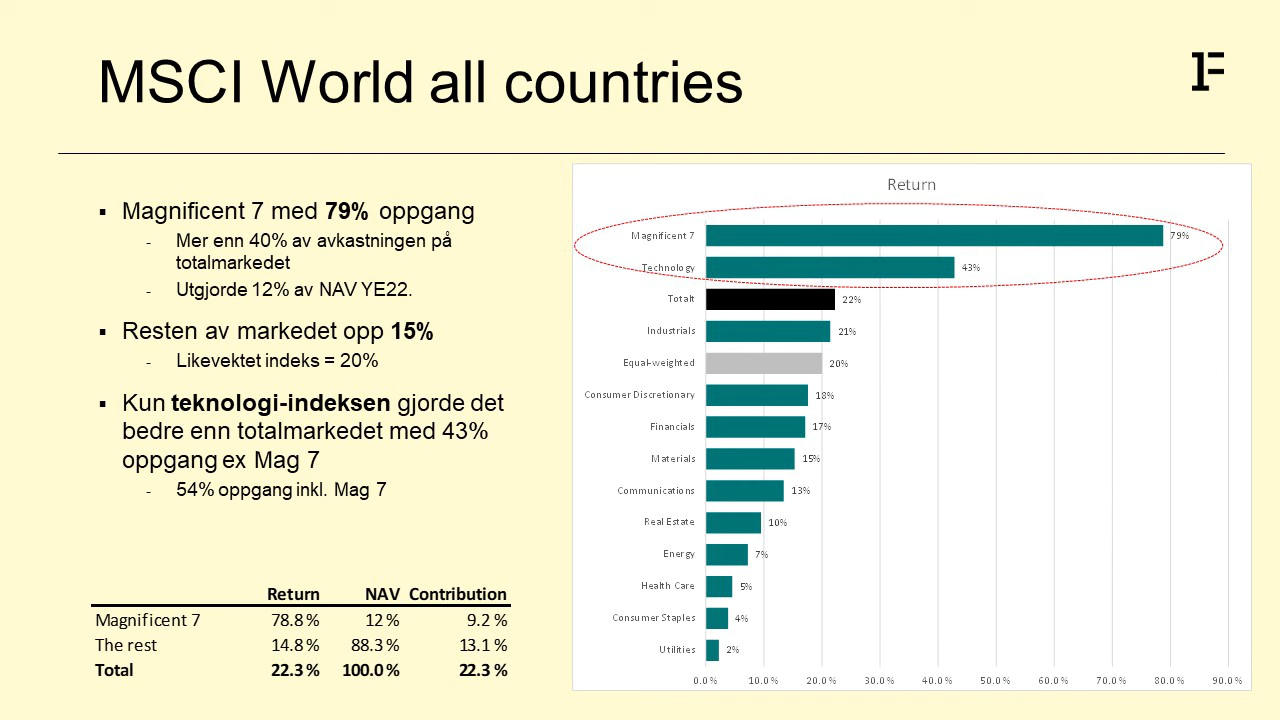 MSCI World all countries
1F
▪ Magnificent 7 med 79% oppgang
- Mer enn 40% av avkastningen på
totalmarkedet
- Utgjorde 12% av NAV YE22.
▪ Resten av markedet opp 15%
- Likevektet indeks = 20%
▪ Kun teknologi-indeksen gjorde det
bedre enn totalmarkedet med 43%
oppgang ex Mag 7
- 54% oppgang inkl. Mag 7
Return NAV Contribution
Magnificent 7 78.8 % 12 % 9.2 %
The rest 14.8 % 88.3 % 13.1 %
Total 22.3 % 100.0 % 22.3 %
Return
Magnificent 7 79%
Technology 43%
Totalt 22%
Industrials 21%
Equal-weighted 20%
Consumer Discretionary 18%
Financials 17%
Materials 15%
Communications 13%
Real Estate 10%
Energy 7%
Health Care 5%
Consumer Staples 4%
Utilities 2%
0.0 % 10.0 % 20.0 % 30.0 % 40.0 % 50.0 % 60.0 % 70.0 % 80.0 % 90.0 %